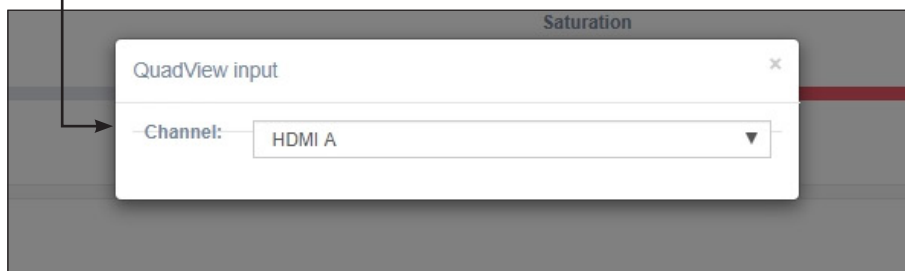 Saturation
QuadView input ×
Channel: HDMI A ▼